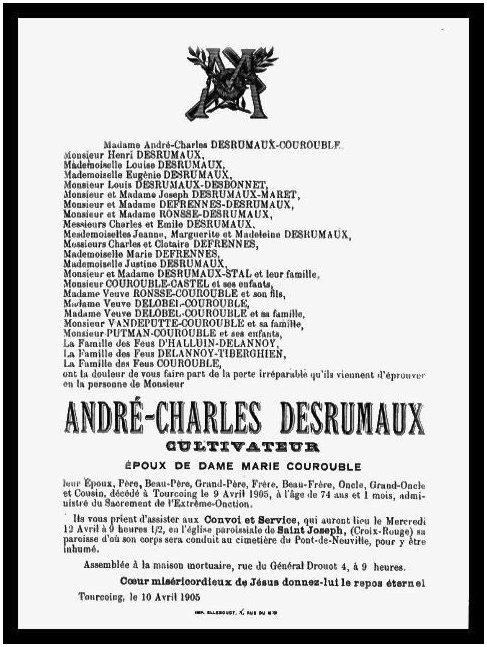 Madame André-Charles DESRUMAUX-COUROUBLE
Monsieur Henri DESRUMAUX,
Mademoiselle Louise DESRUMAUX,
Mademoiselle Eugénie DESRUMAUX,
Monsieur Louis DESRUMAUX-DESBONNET,
Monsieur et Madame Joseph DESRUMAUX-MARET,
Monsieur et Madame DEFRENNES-DESRUMAUX,
Monsieur et Madame RONSSE-DESRUMAUX,
Messieurs Charles et Emile DESRUMAUX,
Mesdemoiselles Jeanne, Marguerite et Madeleine DESRUMAUX,
Messieurs Charles et Clotaire DEFRENNES,
Mademoiselle Marie DEFRENNES,
Mademoiselle Justine DESRUMAUX,
Monsieur et Madame DESRUMAUX-STAL et leur famille,
Monsieur COUROUBLE-CASTEL et ses enfants,
Madame Veuve RONSSE-COUROUBLE et son fils,
Madame Veuve DELOBEL-COUROUBLE,
Madame Veuve DELOBEL-COUROUBLE et sa famille,
Monsieur VANDEPUTTE-COUROUBLE et sa famille,
Monsieur PUTMAN-COUROUBLE et ses enfants,
La Famille des Feus D'HALLUIN-DELANNOY,
La Famille des Feus DELANNOY-TIBERGHIEN,
La Famille des Feus COUROUBLE,
ont la douleur de vous faire part de la perte irréparable qu'ils viennent d'éprouver
en la personne de Monsieur
ANDRÉ-CHARLES DESRUMAUX
CULTIVATEUR
ÉPOUX DE DAME MARIE COUROUBLE
leur Époux, Père, Beau-Père, Grand-Père, Frère, Beau-Frère, Oncle, Grand-Oncle
et Cousin, décédé à Tourcoing le 9 Avril 1905, à l'âge de 74 ans et 1 mois, admi-
nistré du Sacrement de l'Extrême-Onction.
Ils vous prient d'assister aux Convoi et Service, qui auront lieu le Mercredi
12 Avril à 9 heures 1/2, en l'église paroissiale de Saint Joseph, (Croix-Rouge) sa
paroisse d'où son corps sera conduit au cimetière du Pont-de-Neuville, pour y être
inhumé.
Assemblée à la maison mortuaire, rue du Général Drouot 4, à 9 heures.
Cœur miséricordieux de Jésus donnez-lui le repos éternel
Tourcoing, le 10 Avril 1905
IMP. RUE DU